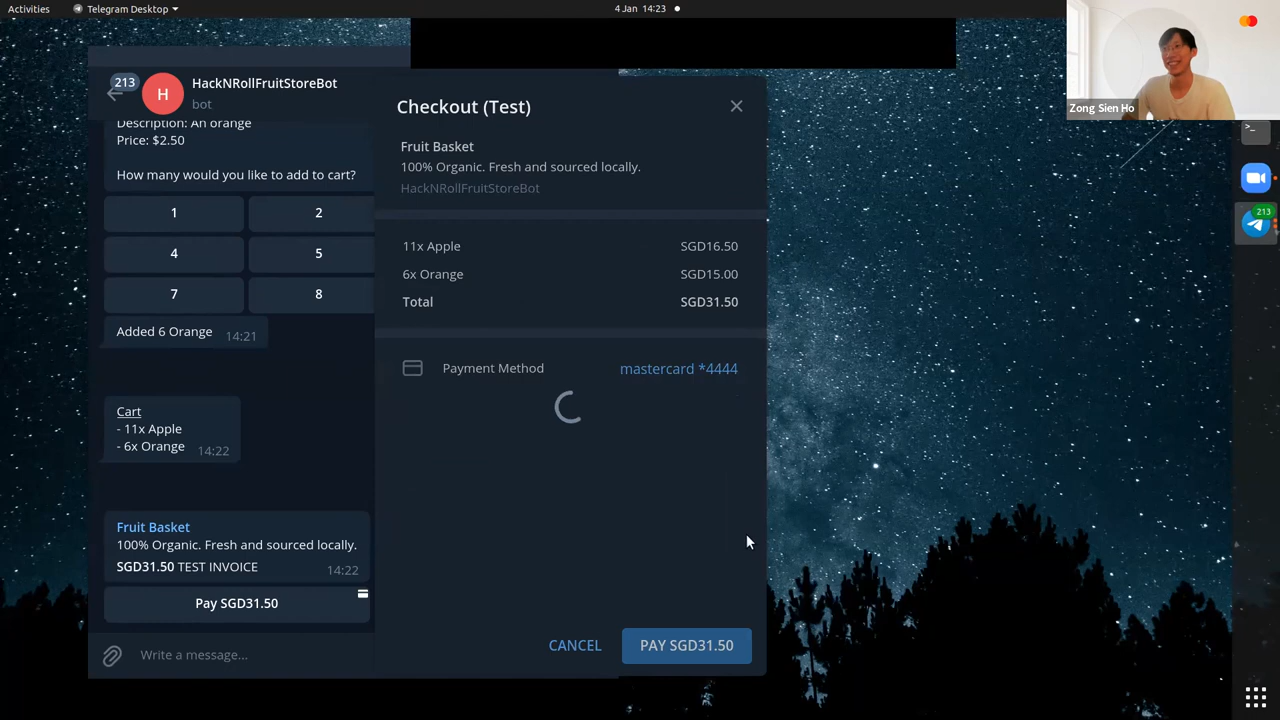 Activities
Telegram Desktop
4 Jan 14:23
213
H
HackNRollFruitStoreBot
bot
Description: An orange
Price: $2.50
How many would you like to add to cart?
1
2
4
5
7
8
Added 6 Orange
14:21
Cart
- 11x Apple
- 6x Orange
14:22
Fruit Basket
100% Organic. Fresh and sourced locally.
SGD31.50 TEST INVOICE
14:22
Pay SGD31.50
Write a message...
Checkout (Test)
Fruit Basket
100% Organic. Fresh and sourced locally.
HackNRollFruitStoreBot
11x Apple SGD16.50
6x Orange SGD15.00
Total SGD31.50
Payment Method mastercard *4444
CANCEL
PAY SGD31.50
Zong Sien Ho
>_
213